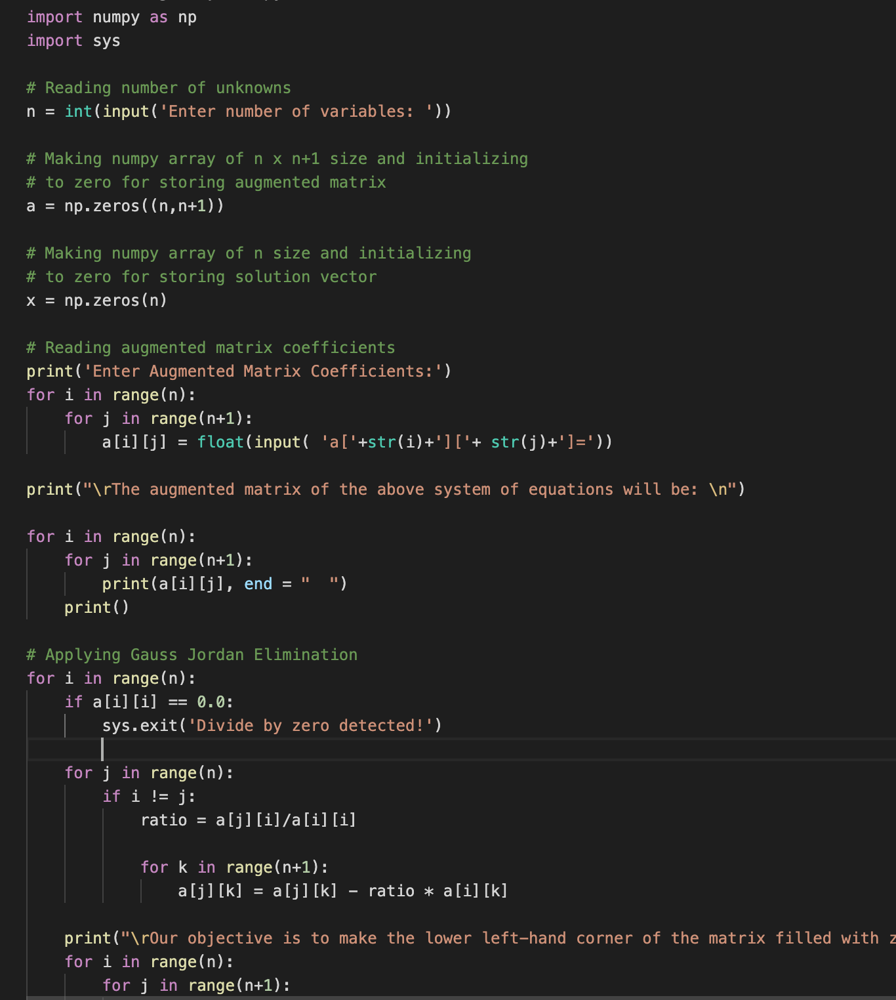 import numpy as np
import sys
# Reading number of unknowns
n = int(input('Enter number of variables: '))
# Making numpy array of n x n+1 size and initializing
# to zero for storing augmented matrix
a = np.zeros((n,n+1))
# Making numpy array of n size and initializing
# to zero for storing solution vector
x = np.zeros(n)
# Reading augmented matrix coefficients
print('Enter Augmented Matrix Coefficients:')
for i in range(n):
    for j in range(n+1):
        a[i][j] = float(input( 'a['+str(i)+']['+ str(j)+']='))
print("\rThe augmented matrix of the above system of equations will be: \n")
for i in range(n):
    for j in range(n+1):
        print(a[i][j], end = "  ")
    print()
# Applying Gauss Jordan Elimination
for i in range(n):
    if a[i][i] == 0.0:
        sys.exit('Divide by zero detected!')
    for j in range(n):
        if i != j:
            ratio = a[j][i]/a[i][i]
            for k in range(n+1):
                a[j][k] = a[j][k] - ratio * a[i][k]
    print("\rOur objective is to make the lower left-hand corner of the matrix filled with
    for i in range(n):
        for j in range(n+1):